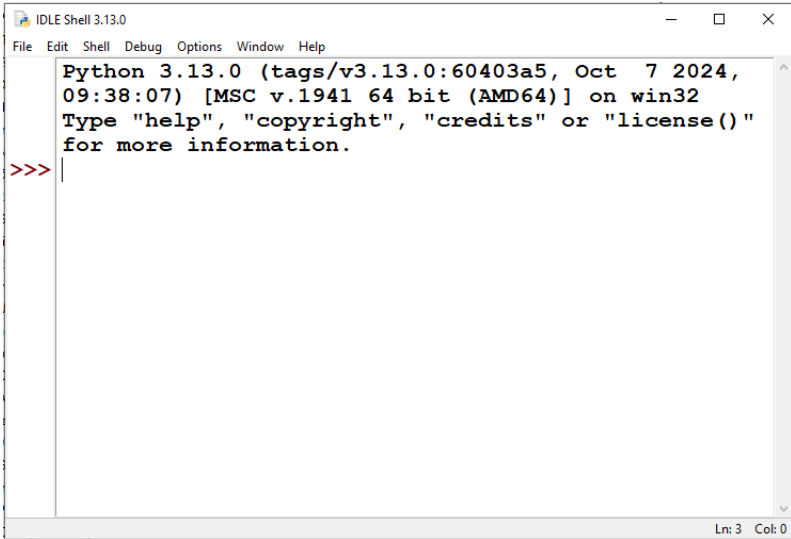 IDLE Shell 3.13.0
File Edit Shell Debug Options Window Help
Python 3.13.0 (tags/v3.13.0:60403a5, Oct  7 2024,
09:38:07) [MSC v.1941 64 bit (AMD64)] on win32
Type "help", "copyright", "credits" or "license()"
for more information.
>>>
Ln: 3 Col: 0